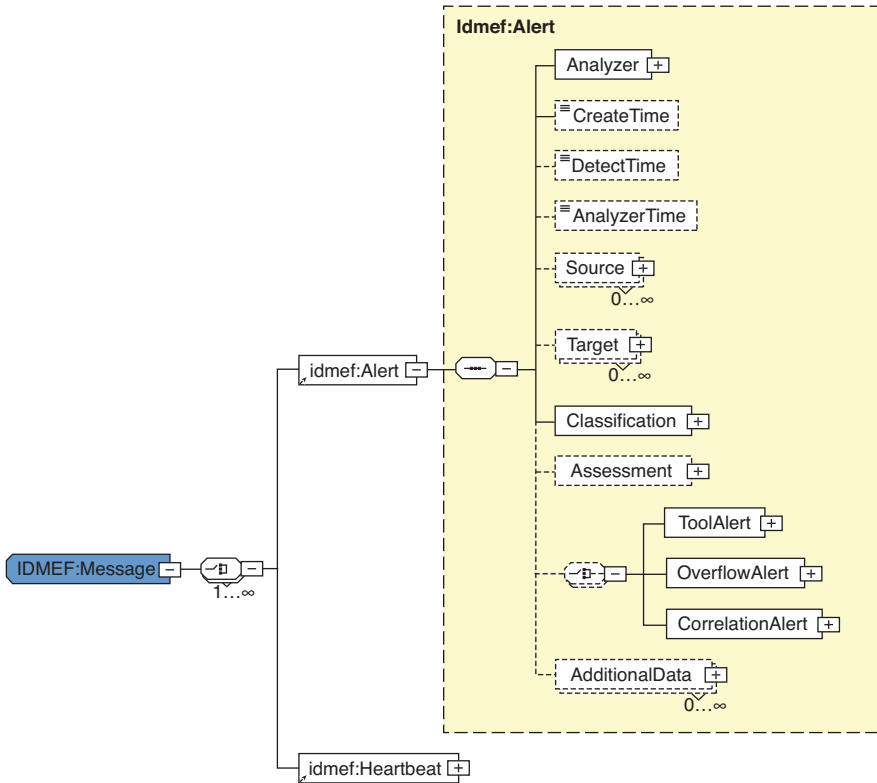 Idmef:Alert
Analyzer
CreateTime
DetectTime
AnalyzerTime
Source
0...∞
Target
0...∞
idmef:Alert
Classification
Assessment
ToolAlert
IDMEF:Message
1...∞
OverflowAlert
CorrelationAlert
AdditionalData
0...∞
idmef:Heartbeat